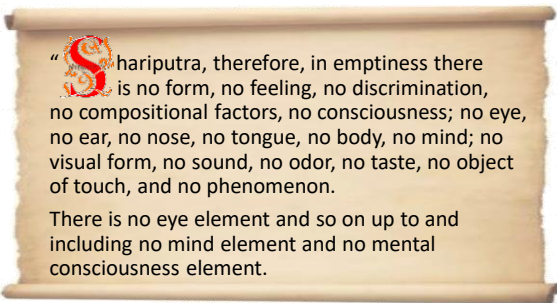 “ Shariputra, therefore, in emptiness there
is no form, no feeling, no discrimination,
no compositional factors, no consciousness; no eye,
no ear, no nose, no tongue, no body, no mind; no
visual form, no sound, no odor, no taste, no object
of touch, and no phenomenon.
There is no eye element and so on up to and
including no mind element and no mental
consciousness element.